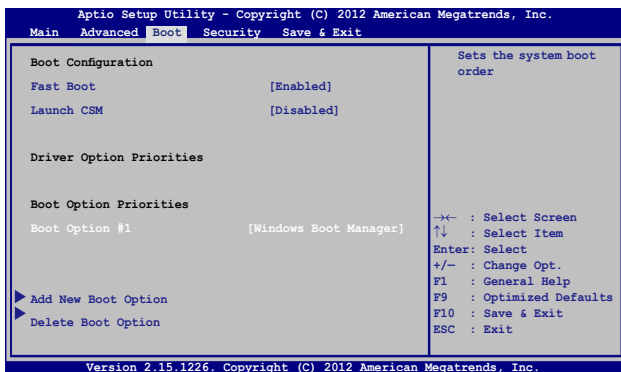 Aptio Setup Utility - Copyright (C) 2012 American Megatrends, Inc.
Main Advanced Boot Security Save & Exit
Boot Configuration
Fast Boot [Enabled]
Launch CSM [Disabled]
Driver Option Priorities
Boot Option Priorities
Boot Option #1 [Windows Boot Manager]
Add New Boot Option
Delete Boot Option
Sets the system boot
order
→← : Select Screen
↑↓ : Select Item
Enter: Select
+/— : Change Opt.
F1 : General Help
F9 : Optimized Defaults
F10 : Save & Exit
ESC : Exit
Version 2.15.1226. Copyright (C) 2012 American Megatrends, Inc.